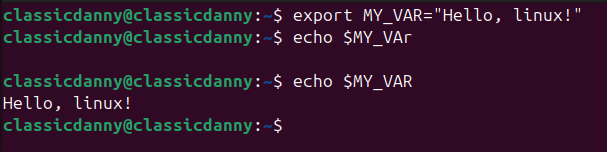 classicdanny@classicdanny:~$ export MY_VAR="Hello, linux!"
classicdanny@classicdanny:~$ echo $MY_VAr

classicdanny@classicdanny:~$ echo $MY_VAR
Hello, linux!
classicdanny@classicdanny:~$